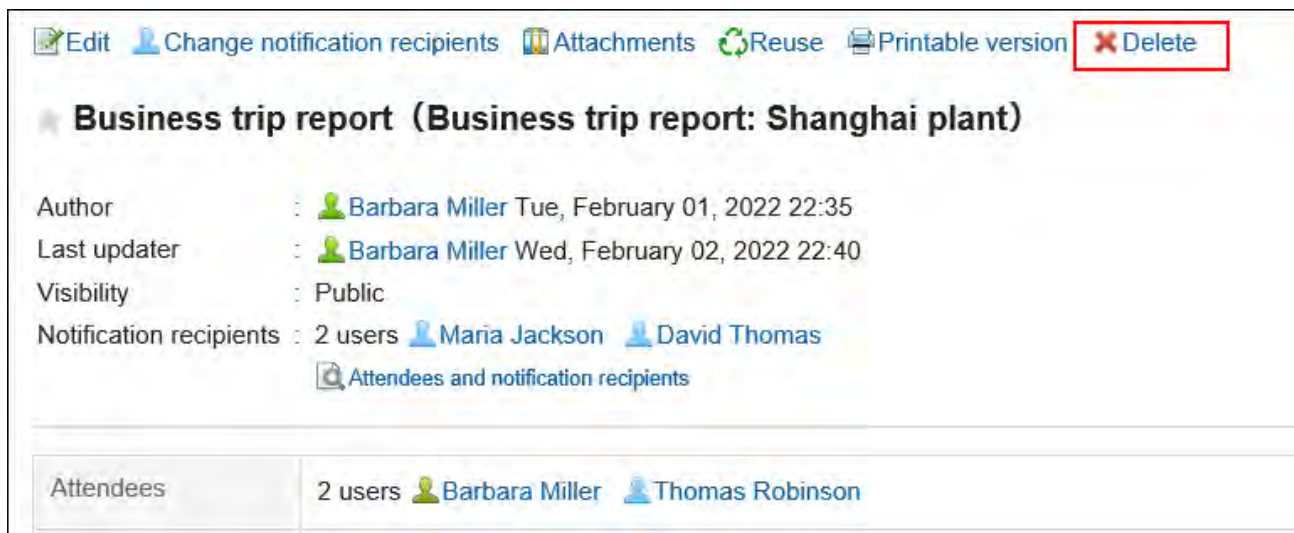 Edit Change notification recipients Attachments Reuse Printable version Delete
Business trip report（Business trip report: Shanghai plant）
Author : Barbara Miller Tue, February 01, 2022 22:35
Last updater : Barbara Miller Wed, February 02, 2022 22:40
Visibility : Public
Notification recipients : 2 users Maria Jackson David Thomas
Attendees and notification recipients
Attendees 2 users Barbara Miller Thomas Robinson